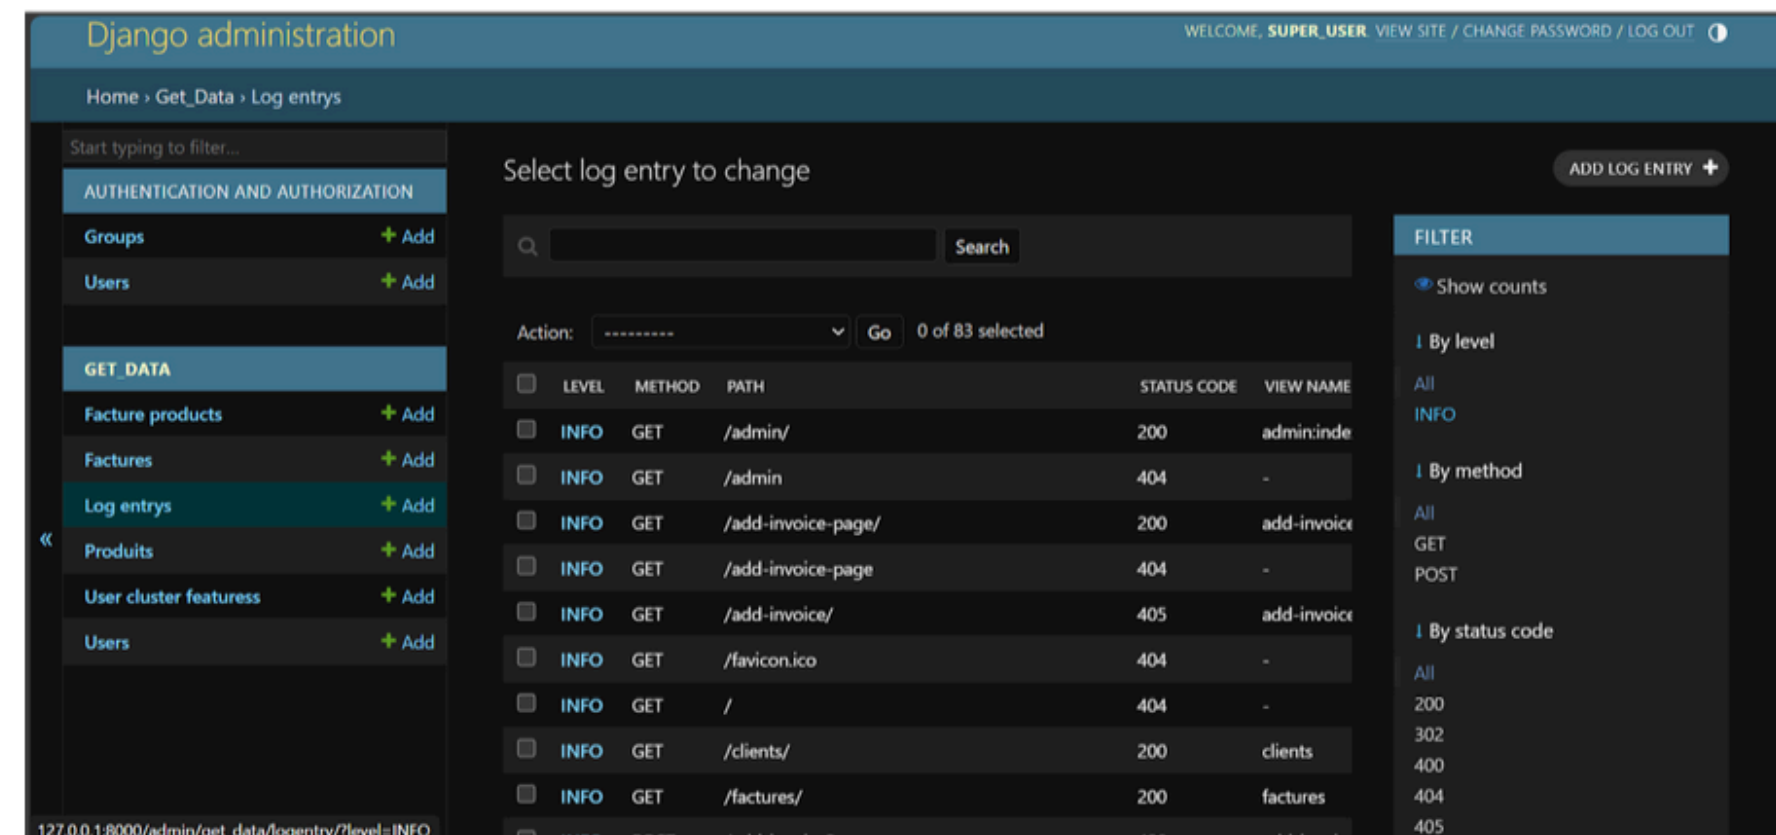 Django administration
WELCOME, SUPER_USER. VIEW SITE / CHANGE PASSWORD / LOG OUT
Home › Get_Data › Log entrys
Start typing to filter...
AUTHENTICATION AND AUTHORIZATION
Groups + Add
Users + Add
GET_DATA
Facture products + Add
Factures + Add
Log entrys + Add
Produits + Add
User cluster featuress + Add
Users + Add
«
Select log entry to change
ADD LOG ENTRY +
Search
Action: --------- Go 0 of 83 selected
LEVEL METHOD PATH STATUS CODE VIEW NAME
INFO GET /admin/ 200 admin:inde
INFO GET /admin 404 -
INFO GET /add-invoice-page/ 200 add-invoice
INFO GET /add-invoice-page 404 -
INFO GET /add-invoice/ 405 add-invoice
INFO GET /favicon.ico 404 -
INFO GET / 404 -
INFO GET /clients/ 200 clients
INFO GET /factures/ 200 factures
FILTER
Show counts
↓ By level
All
INFO
↓ By method
All
GET
POST
↓ By status code
All
200
302
400
404
405
127.0.0.1:8000/admin/get_data/logentry/?level=INFO